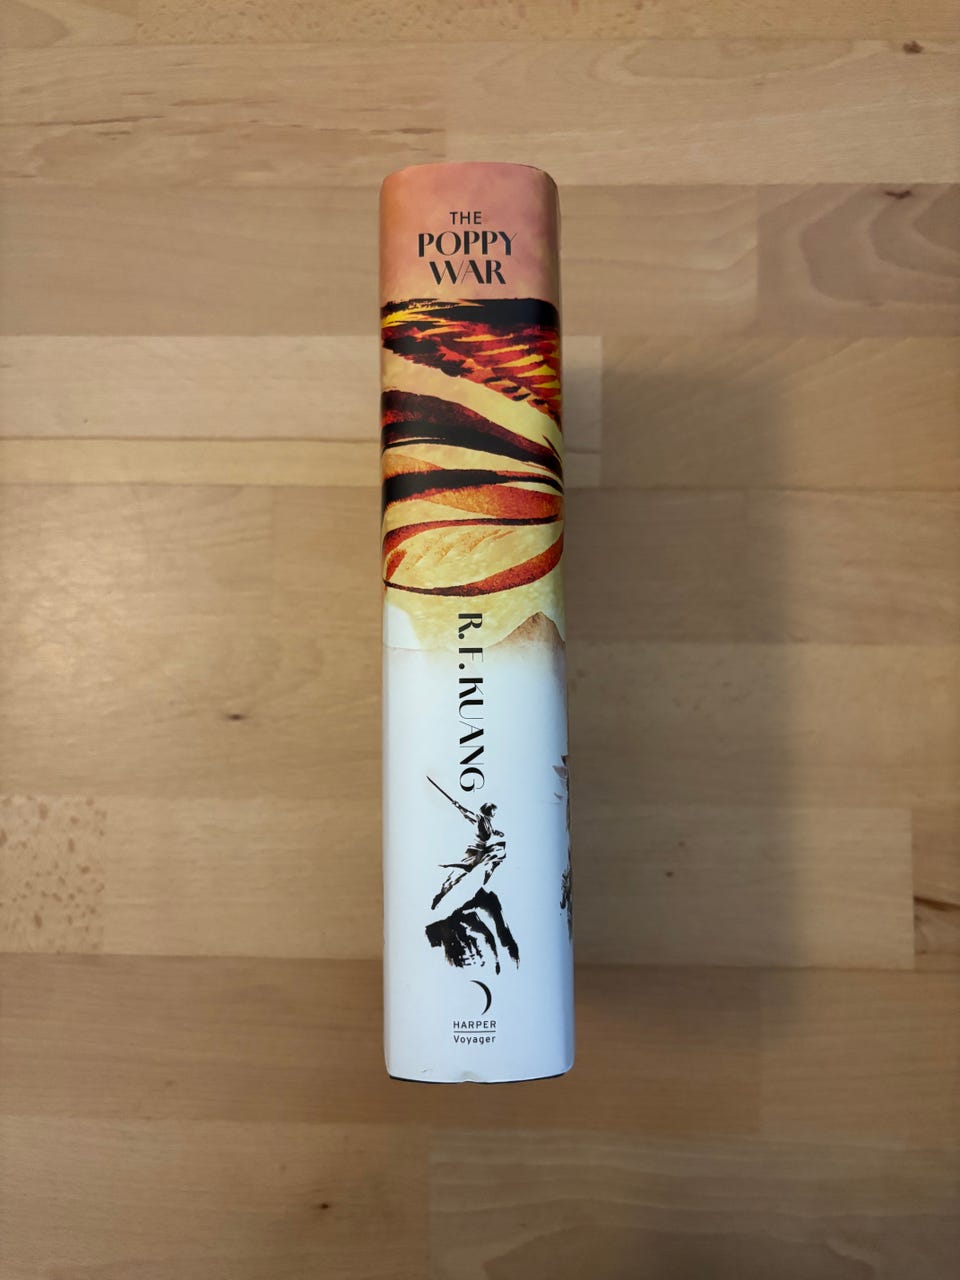 THE
POPPY
WAR
R. F. KUANG
HARPER
Voyager